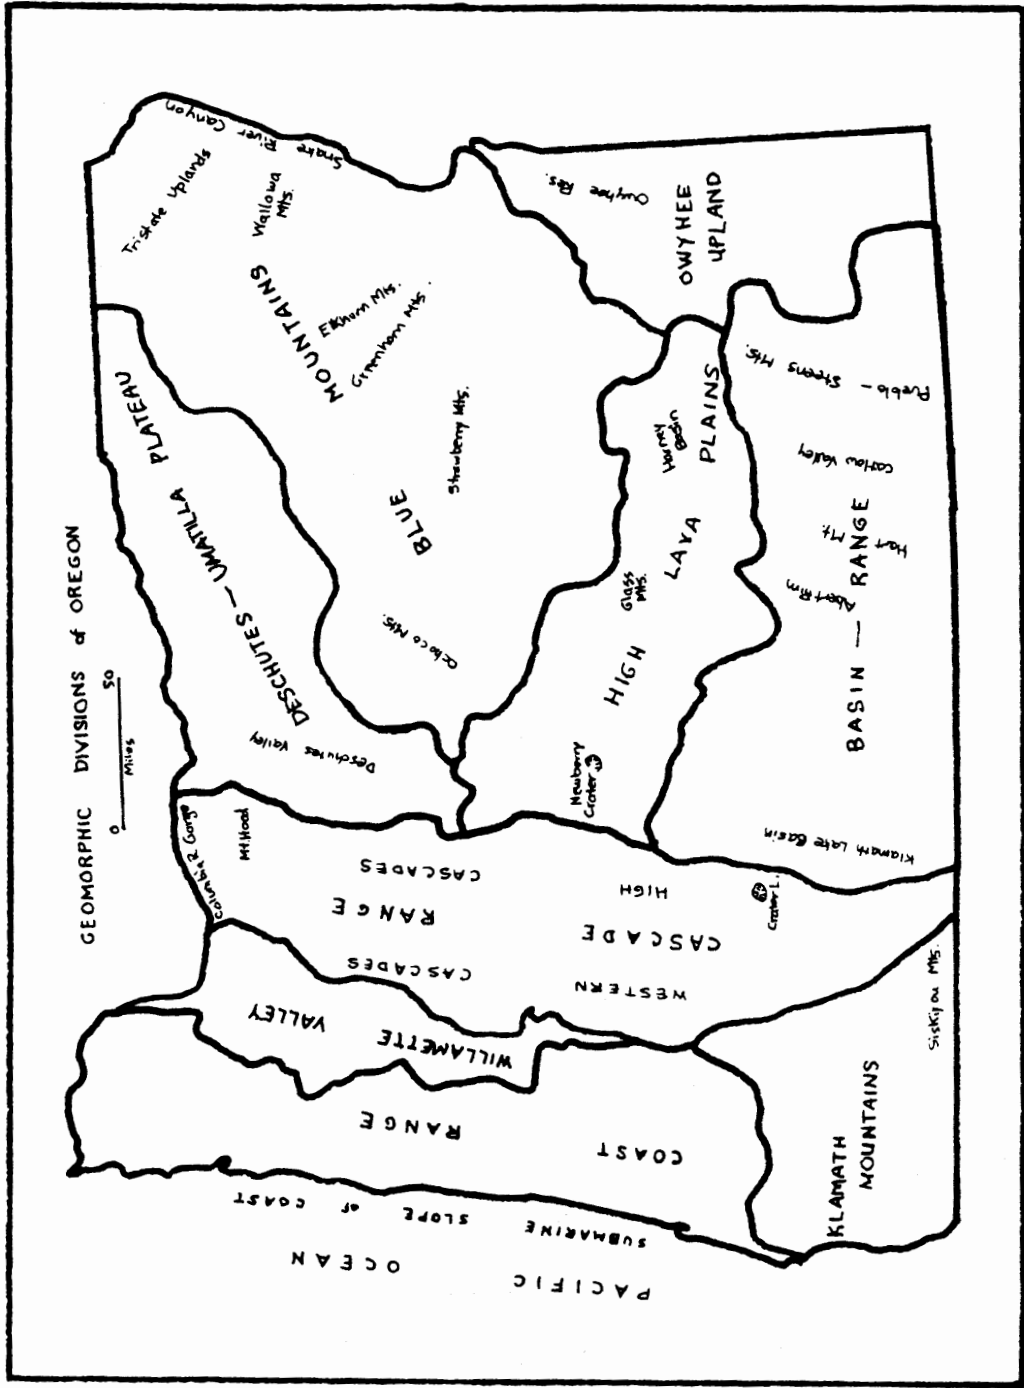 GEOMORPHIC DIVISIONS of OREGON
0 50
Miles
Columbia R Gorge
Mt. Hood
Deschutes Valley
DESCHUTES — UMATILLA PLATEAU
Tristate Uplands
Snake River Canyon
Wallowa
Mts.
BLUE MOUNTAINS
Elkhorn Mts.
Greenhorn Mts.
Strawberry Mts.
Ochoco Mts.
Owyhee Res.
OWYHEE
UPLAND
HIGH LAVA PLAINS
Harney
Basin
Glass
Mts.
Newberry
Crater
BASIN — RANGE
Pueblo — Steens Mts.
Catlow Valley
Hart Mt.
Abert Rim
Klamath Lake Basin
HIGH CASCADES
CASCADE RANGE
WESTERN CASCADES
Crater L.
WILLAMETTE VALLEY
COAST RANGE
Siskiyou Mts.
KLAMATH
MOUNTAINS
SUBMARINE SLOPE of COAST
PACIFIC OCEAN